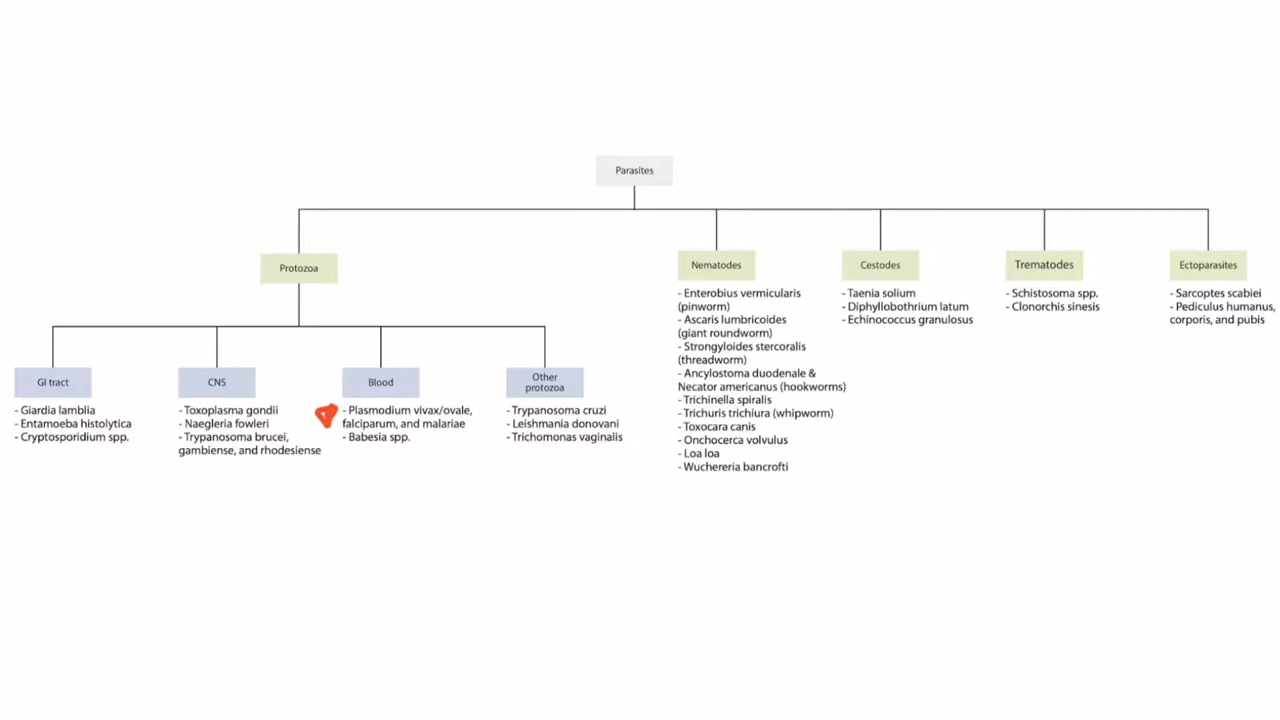 Parasites
Protozoa
Nematodes
Cestodes
Trematodes
Ectoparasites
GI tract
- Giardia lamblia
- Entamoeba histolytica
- Cryptosporidium spp.
CNS
- Toxoplasma gondii
- Naegleria fowleri
- Trypanosoma brucei,
gambiense, and rhodesiense
Blood
- Plasmodium vivax/ovale,
falciparum, and malariae
- Babesia spp.
Other
protozoa
- Trypanosoma cruzi
- Leishmania donovani
- Trichomonas vaginalis
- Enterobius vermicularis
(pinworm)
- Ascaris lumbricoides
(giant roundworm)
- Strongyloides stercoralis
(threadworm)
- Ancylostoma duodenale &
Necator americanus (hookworms)
- Trichinella spiralis
- Trichuris trichiura (whipworm)
- Toxocara canis
- Onchocerca volvulus
- Loa loa
- Wuchereria bancrofti
- Taenia solium
- Diphyllobothrium latum
- Echinococcus granulosus
- Schistosoma spp.
- Clonorchis sinesis
- Sarcoptes scabiei
- Pediculus humanus,
corporis, and pubis